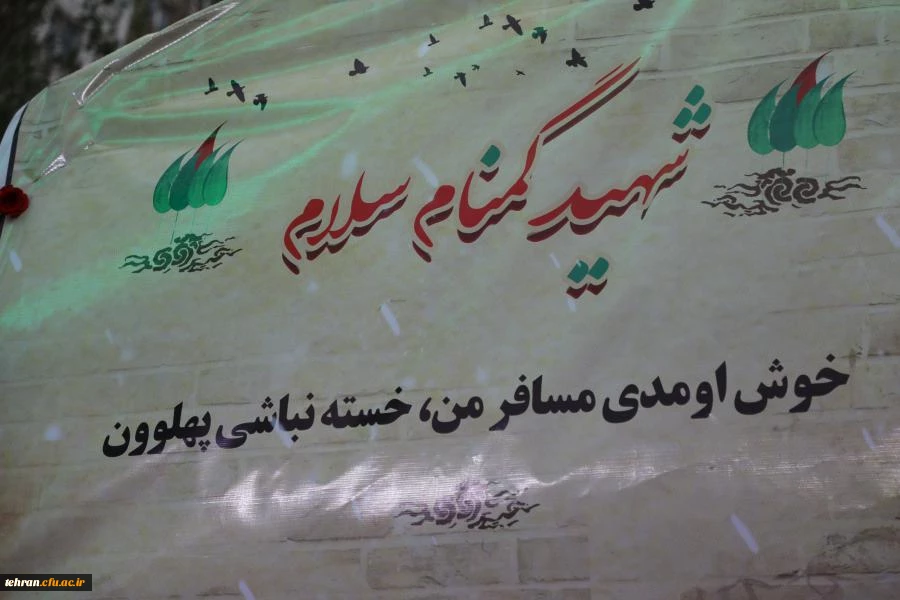 شهید گمنام سلام
خوش اومدی مسافر من، خسته نباشی پهلوون
tehran.cfu.ac.ir